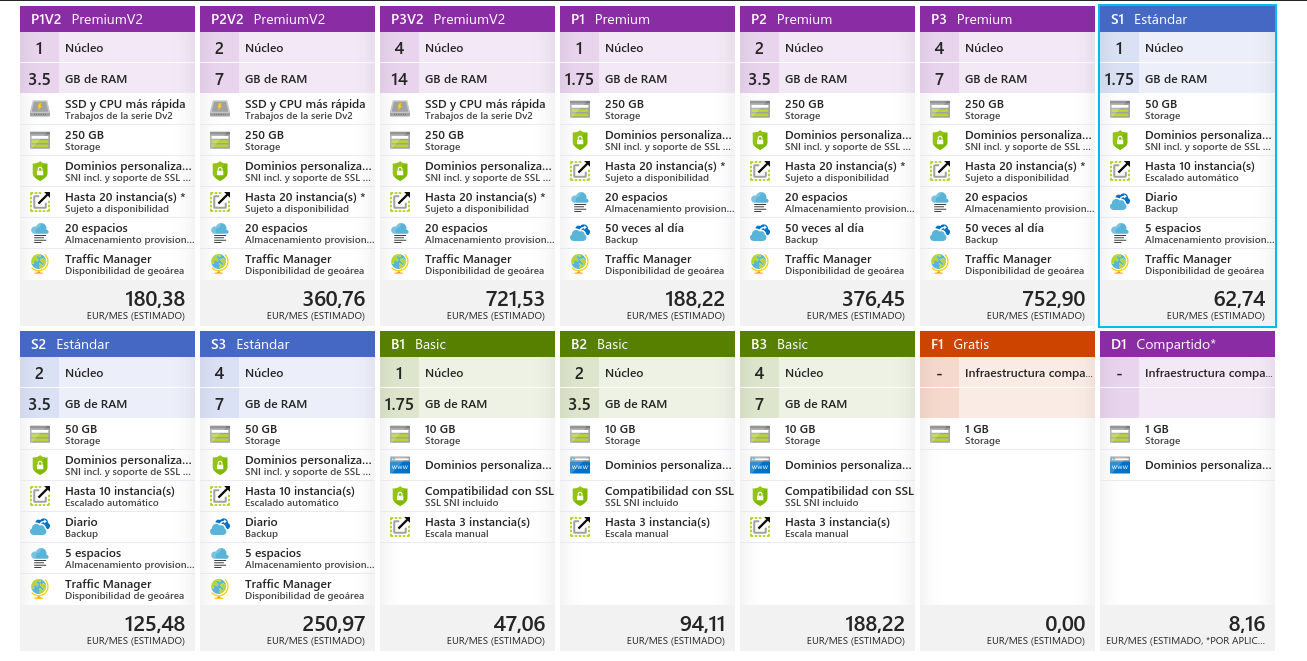 P1V2 PremiumV2
1 Núcleo
3.5 GB de RAM
SSD y CPU más rápida
Trabajos de la serie Dv2
250 GB
Storage
Dominios personaliza...
SNI incl. y soporte de SSL ...
Hasta 20 instancia(s) *
Sujeto a disponibilidad
20 espacios
Almacenamiento provision...
Traffic Manager
Disponibilidad de geoárea
180,38
EUR/MES (ESTIMADO)
P2V2 PremiumV2
2 Núcleo
7 GB de RAM
SSD y CPU más rápida
Trabajos de la serie Dv2
250 GB
Storage
Dominios personaliza...
SNI incl. y soporte de SSL ...
Hasta 20 instancia(s) *
Sujeto a disponibilidad
20 espacios
Almacenamiento provision...
Traffic Manager
Disponibilidad de geoárea
360,76
EUR/MES (ESTIMADO)
P3V2 PremiumV2
4 Núcleo
14 GB de RAM
SSD y CPU más rápida
Trabajos de la serie Dv2
250 GB
Storage
Dominios personaliza...
SNI incl. y soporte de SSL ...
Hasta 20 instancia(s) *
Sujeto a disponibilidad
20 espacios
Almacenamiento provision...
Traffic Manager
Disponibilidad de geoárea
721,53
EUR/MES (ESTIMADO)
P1 Premium
1 Núcleo
1.75 GB de RAM
250 GB
Storage
Dominios personaliza...
SNI incl. y soporte de SSL ...
Hasta 20 instancia(s) *
Sujeto a disponibilidad
20 espacios
Almacenamiento provision...
50 veces al día
Backup
Traffic Manager
Disponibilidad de geoárea
188,22
EUR/MES (ESTIMADO)
P2 Premium
2 Núcleo
3.5 GB de RAM
250 GB
Storage
Dominios personaliza...
SNI incl. y soporte de SSL ...
Hasta 20 instancia(s) *
Sujeto a disponibilidad
20 espacios
Almacenamiento provision...
50 veces al día
Backup
Traffic Manager
Disponibilidad de geoárea
376,45
EUR/MES (ESTIMADO)
P3 Premium
4 Núcleo
7 GB de RAM
250 GB
Storage
Dominios personaliza...
SNI incl. y soporte de SSL ...
Hasta 20 instancia(s) *
Sujeto a disponibilidad
20 espacios
Almacenamiento provision...
50 veces al día
Backup
Traffic Manager
Disponibilidad de geoárea
752,90
EUR/MES (ESTIMADO)
S1 Estándar
1 Núcleo
1.75 GB de RAM
50 GB
Storage
Dominios personaliza...
SNI incl. y soporte de SSL ...
Hasta 10 instancia(s)
Escalado automático
Diario
Backup
5 espacios
Almacenamiento provision...
Traffic Manager
Disponibilidad de geoárea
62,74
EUR/MES (ESTIMADO)
S2 Estándar
2 Núcleo
3.5 GB de RAM
50 GB
Storage
Dominios personaliza...
SNI incl. y soporte de SSL ...
Hasta 10 instancia(s)
Escalado automático
Diario
Backup
5 espacios
Almacenamiento provision...
Traffic Manager
Disponibilidad de geoárea
125,48
EUR/MES (ESTIMADO)
S3 Estándar
4 Núcleo
7 GB de RAM
50 GB
Storage
Dominios personaliza...
SNI incl. y soporte de SSL ...
Hasta 10 instancia(s)
Escalado automático
Diario
Backup
5 espacios
Almacenamiento provision...
Traffic Manager
Disponibilidad de geoárea
250,97
EUR/MES (ESTIMADO)
B1 Basic
1 Núcleo
1.75 GB de RAM
10 GB
Storage
www Dominios personaliza...
Compatibilidad con SSL
SSL SNI incluido
Hasta 3 instancia(s)
Escala manual
47,06
EUR/MES (ESTIMADO)
B2 Basic
2 Núcleo
3.5 GB de RAM
10 GB
Storage
www Dominios personaliza...
Compatibilidad con SSL
SSL SNI incluido
Hasta 3 instancia(s)
Escala manual
94,11
EUR/MES (ESTIMADO)
B3 Basic
4 Núcleo
7 GB de RAM
10 GB
Storage
www Dominios personaliza...
Compatibilidad con SSL
SSL SNI incluido
Hasta 3 instancia(s)
Escala manual
188,22
EUR/MES (ESTIMADO)
F1 Gratis
- Infraestructura compa...
1 GB
Storage
0,00
EUR/MES (ESTIMADO)
D1 Compartido*
- Infraestructura compa...
1 GB
Storage
www Dominios personaliza...
8,16
EUR/MES (ESTIMADO, *POR APLIC...